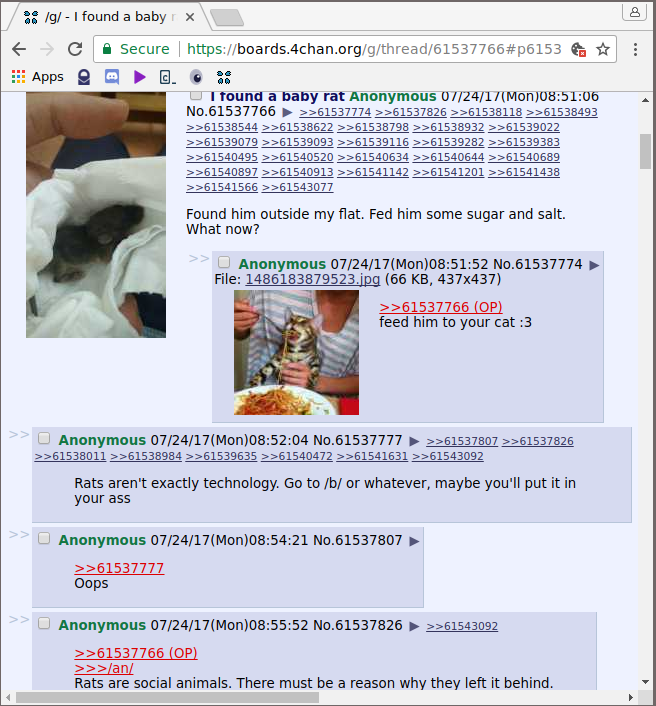 /g/ - I found a baby r
Secure | https://boards.4chan.org/g/thread/61537766#p6153
Apps
I found a baby rat Anonymous 07/24/17(Mon)08:51:06
No.61537766 ▶ >>61537774 >>61537826 >>61538118 >>61538493
>>61538544 >>61538622 >>61538798 >>61538932 >>61539022
>>61539079 >>61539093 >>61539116 >>61539282 >>61539383
>>61540495 >>61540520 >>61540634 >>61540644 >>61540689
>>61540897 >>61540913 >>61541142 >>61541201 >>61541438
>>61541566 >>61543077
Found him outside my flat. Fed him some sugar and salt.
What now?
>> Anonymous 07/24/17(Mon)08:51:52 No.61537774 ▶
File: 1486183879523.jpg (66 KB, 437x437)
>>61537766 (OP)
feed him to your cat :3
>> Anonymous 07/24/17(Mon)08:52:04 No.61537777 ▶ >>61537807 >>61537826
>>61538011 >>61538984 >>61539635 >>61540472 >>61541631 >>61543092
Rats aren't exactly technology. Go to /b/ or whatever, maybe you'll put it in
your ass
>> Anonymous 07/24/17(Mon)08:54:21 No.61537807 ▶
>>61537777
Oops
>> Anonymous 07/24/17(Mon)08:55:52 No.61537826 ▶ >>61543092
>>61537766 (OP)
>>>/an/
Rats are social animals. There must be a reason why they left it behind.